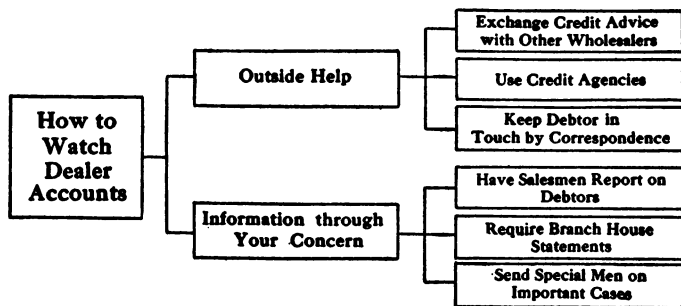 How to
Watch
Dealer
Accounts
Outside Help
Exchange Credit Advice
with Other Wholesalers
Use Credit Agencies
Keep Debtor in
Touch by Correspondence
Information through
Your Concern
Have Salesmen Report on
Debtors
Require Branch House
Statements
Send Special Men on
Important Cases